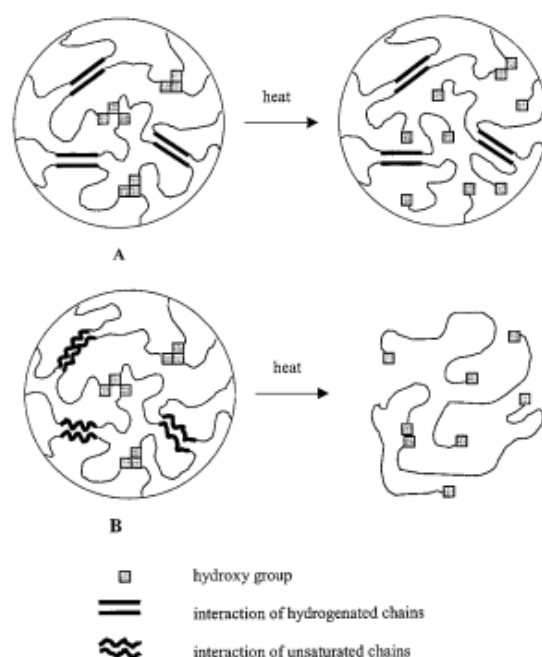 heat
A
heat
B
hydroxy group
interaction of hydrogenated chains
interaction of unsaturated chains